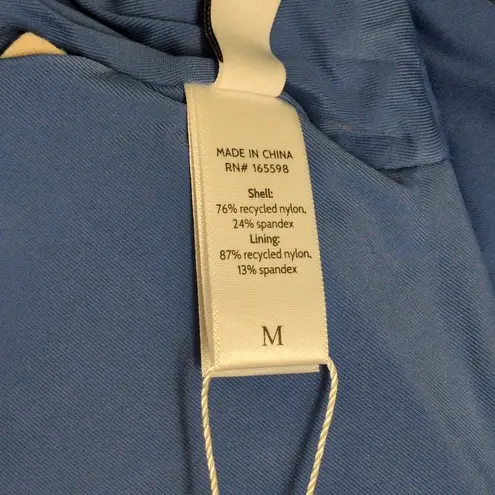 MADE IN CHINA
RN# 165598
Shell:
76% recycled nylon,
24% spandex
Lining:
87% recycled nylon,
13% spandex
M